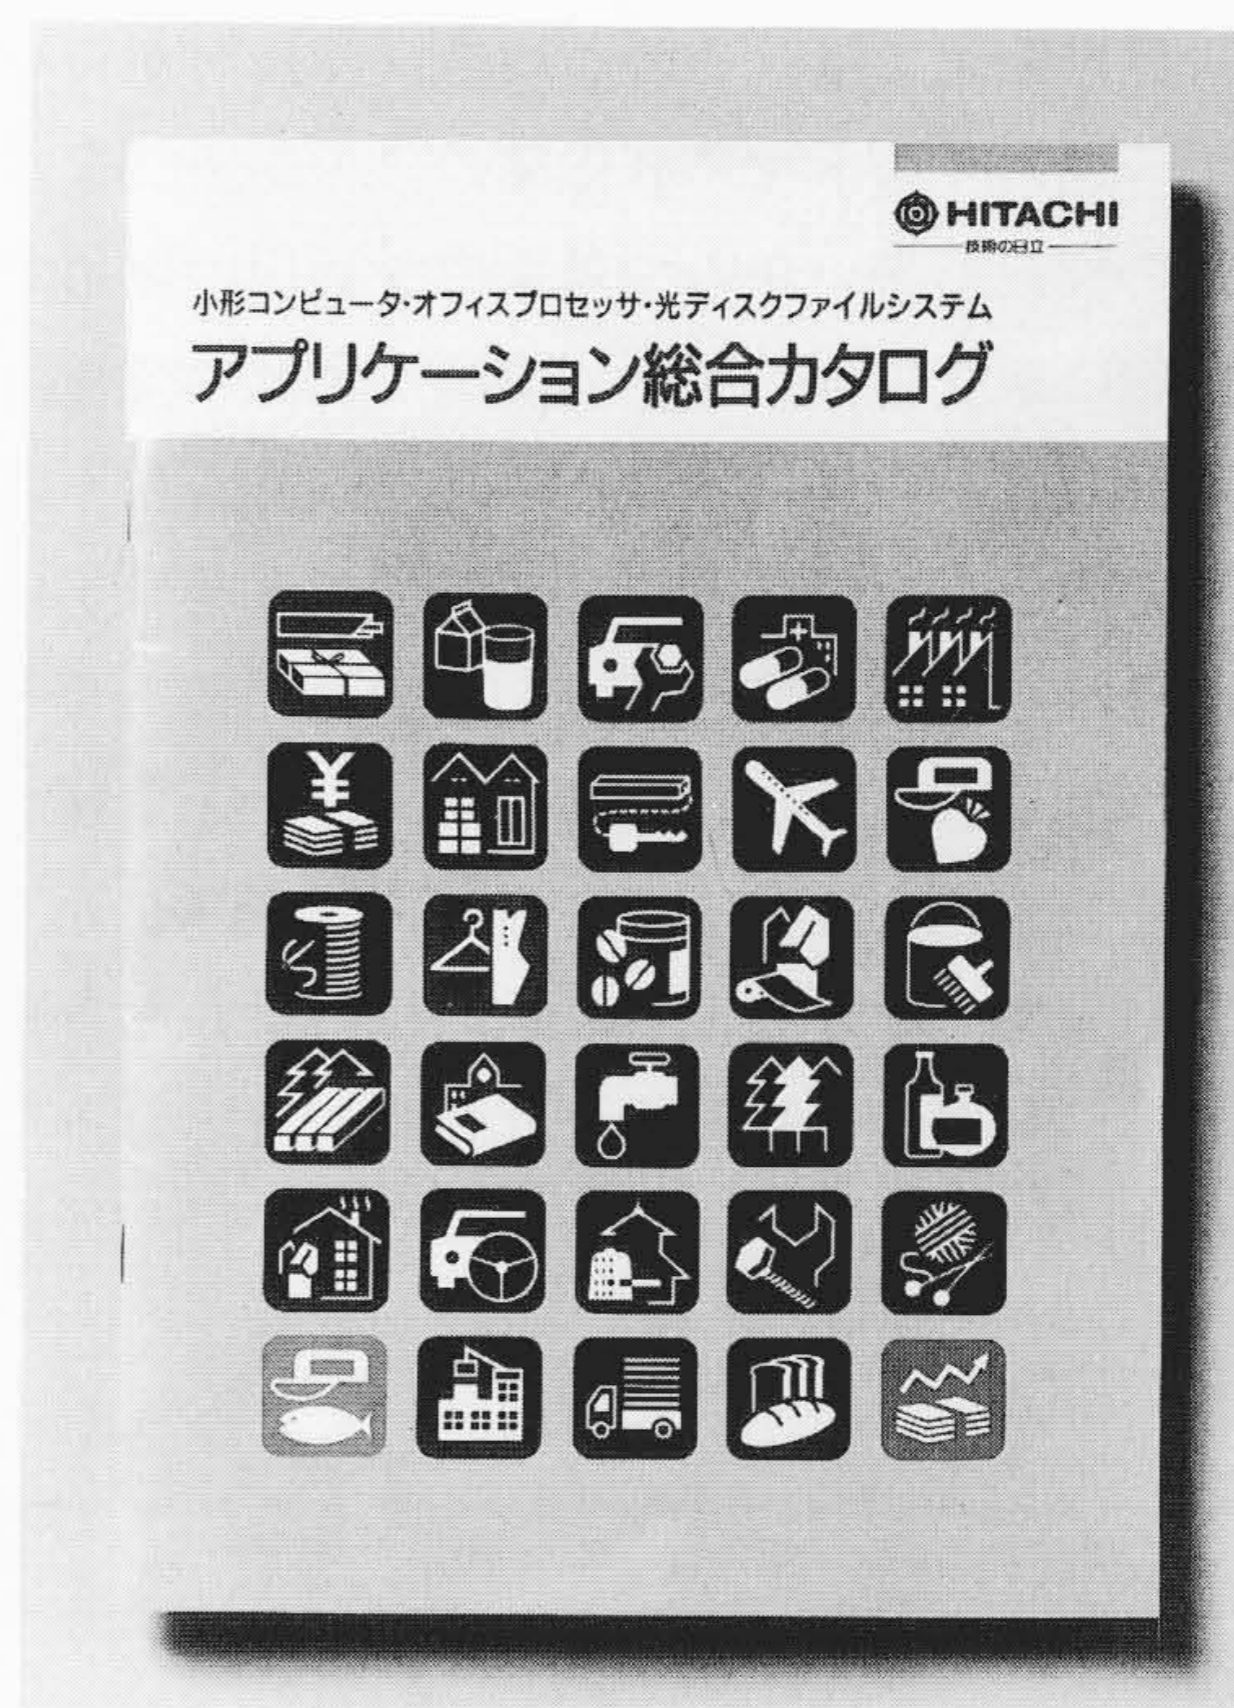 HITACHI
技術の日立
小形コンピュータ・オフィスプロセッサ・光ディスクファイルシステム
アプリケーション総合カタログ
¥